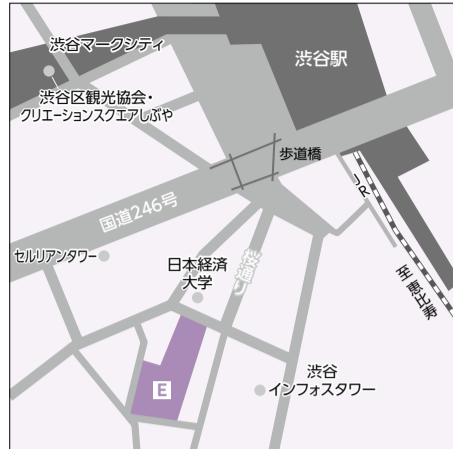 渋谷マークシティ
渋谷駅
渋谷区観光協会・
クリエーションスクエアしぶや
歩道橋
JR
国道246号
セルリアンタワー
日本経済
大学
桜通り
至恵比寿
E
渋谷
インフォスタワー